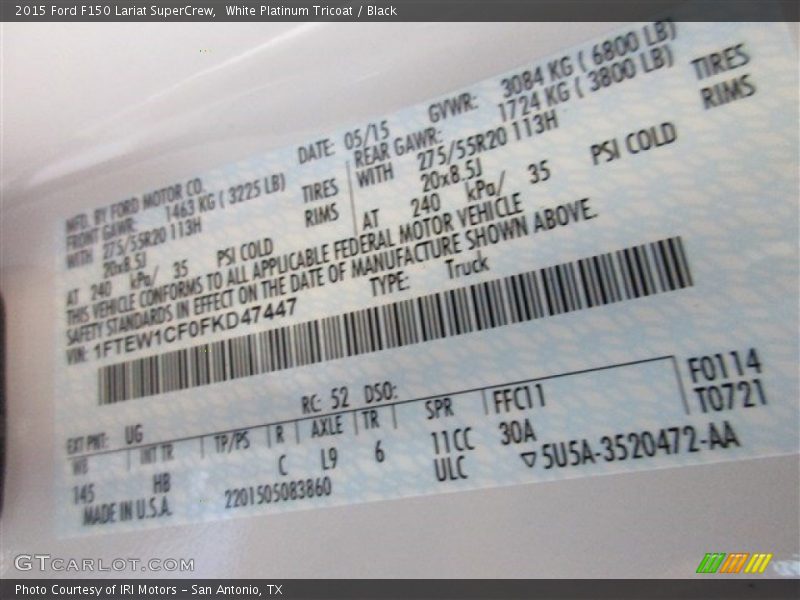 2015 Ford F150 Lariat SuperCrew,  White Platinum Tricoat / Black
MFD. BY FORD MOTOR CO. DATE: 05/15 GVWR: 3084 KG ( 6800 LB)
FRONT GAWR: 1463 KG ( 3225 LB) REAR GAWR: 1724 KG ( 3800 LB)
WITH 275/55R20 113H TIRES WITH 275/55R20 113H TIRES
20x8.5J RIMS 20x8.5J RIMS
AT 240 kPa/ 35 PSI COLD AT 240 kPa/ 35 PSI COLD
THIS VEHICLE CONFORMS TO ALL APPLICABLE FEDERAL MOTOR VEHICLE
SAFETY STANDARDS IN EFFECT ON THE DATE OF MANUFACTURE SHOWN ABOVE.
VIN: 1FTEW1CF0FKD47447 TYPE: Truck
F0114
T0721
EXT PNT: UG RC: 52 DSO:
WB INT TR TP/PS R AXLE TR SPR FFC11
145 HB C L9 6 11CC 30A
ULC ▽5U5A-3520472-AA
MADE IN U.S.A. 2201505083860
GTCARLOT.COM
Photo Courtesy of IRI Motors – San Antonio, TX